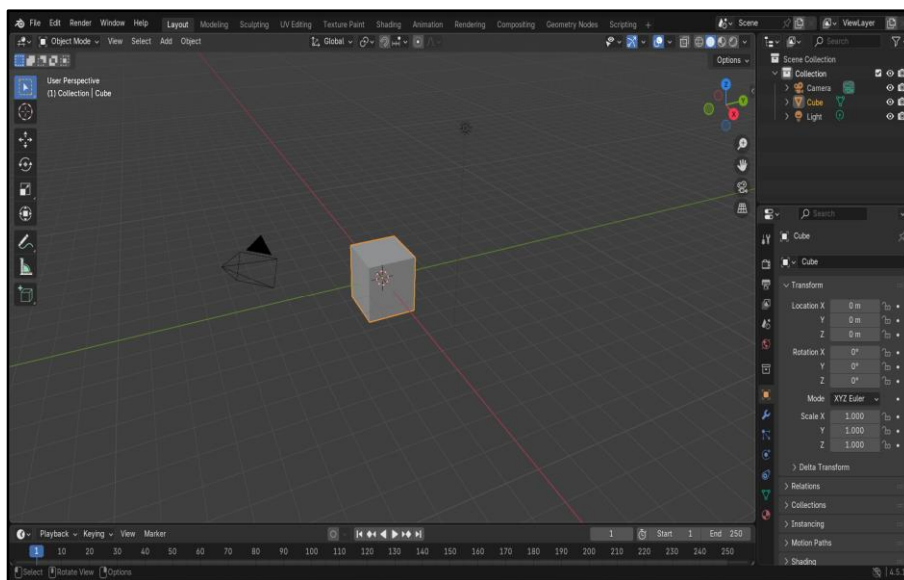 File Edit Render Window Help Layout Modeling Sculpting UV Editing Texture Paint Shading Animation Rendering Compositing Geometry Nodes Scripting + Scene ViewLayer
Object Mode View Select Add Object Global Search
Options
User Perspective
(1) Collection | Cube
Z
Y
X
Scene Collection
Collection
Camera
Cube
Light
Search
Cube
Cube
Transform
Location X 0 m
Y 0 m
Z 0 m
Rotation X 0°
Y 0°
Z 0°
Mode XYZ Euler
Scale X 1.000
Y 1.000
Z 1.000
Delta Transform
Relations
Collections
Instancing
Motion Paths
Shading
Playback Keying View Marker 1 Start 1 End 250
1 10 20 30 40 50 60 70 80 90 100 110 120 130 140 150 160 170 180 190 200 210 220 230 240 250
Select Rotate View Options